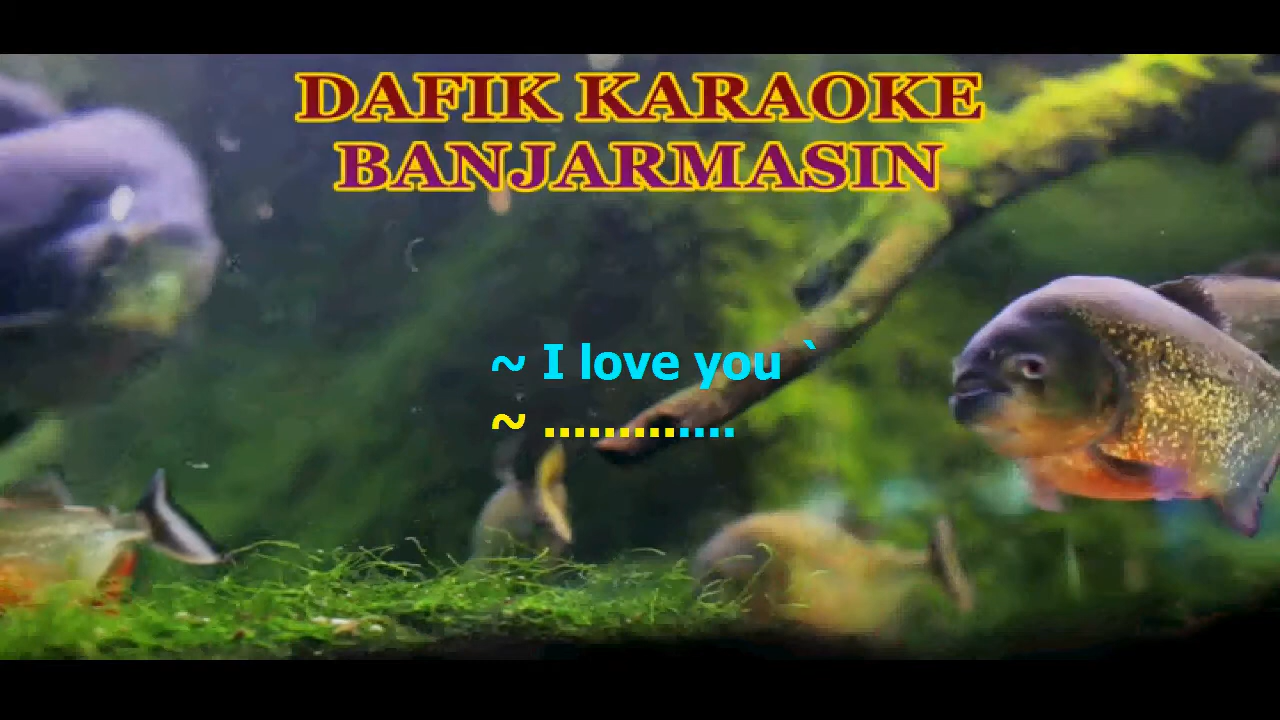 DAFIK KARAOKE
BANJARMASIN
~ I love you `
~ .............